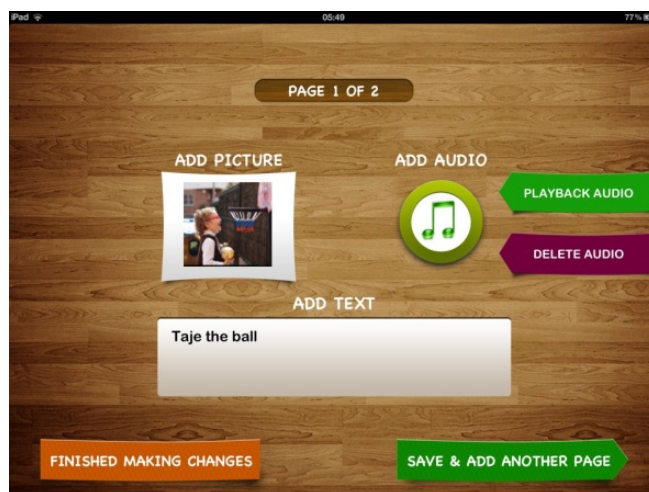 iPad 05:49 77%
PAGE 1 OF 2
ADD PICTURE ADD AUDIO
PLAYBACK AUDIO
DELETE AUDIO
ADD TEXT
Taje the ball
FINISHED MAKING CHANGES SAVE & ADD ANOTHER PAGE